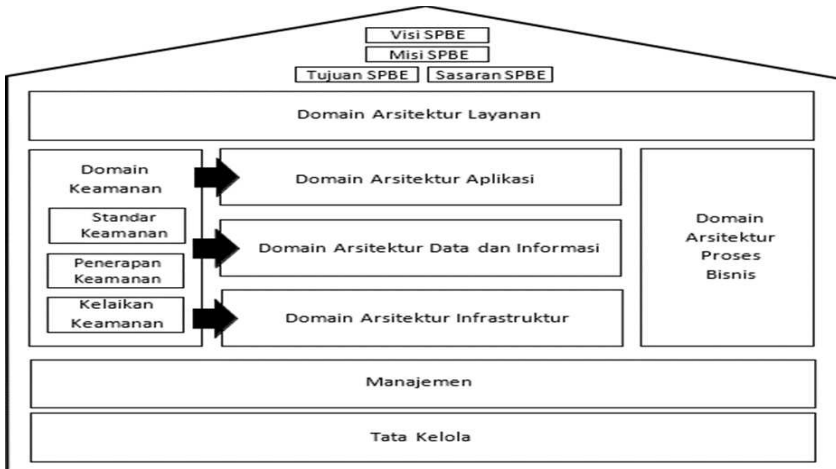 Visi SPBE
Misi SPBE
Tujuan SPBE
Sasaran SPBE
Domain Arsitektur Layanan
Domain
Keamanan
Standar
Keamanan
Penerapan
Keamanan
Kelaikan
Keamanan
Domain Arsitektur Aplikasi
Domain Arsitektur Data dan Informasi
Domain Arsitektur Infrastruktur
Domain
Arsitektur
Proses
Bisnis
Manajemen
Tata Kelola